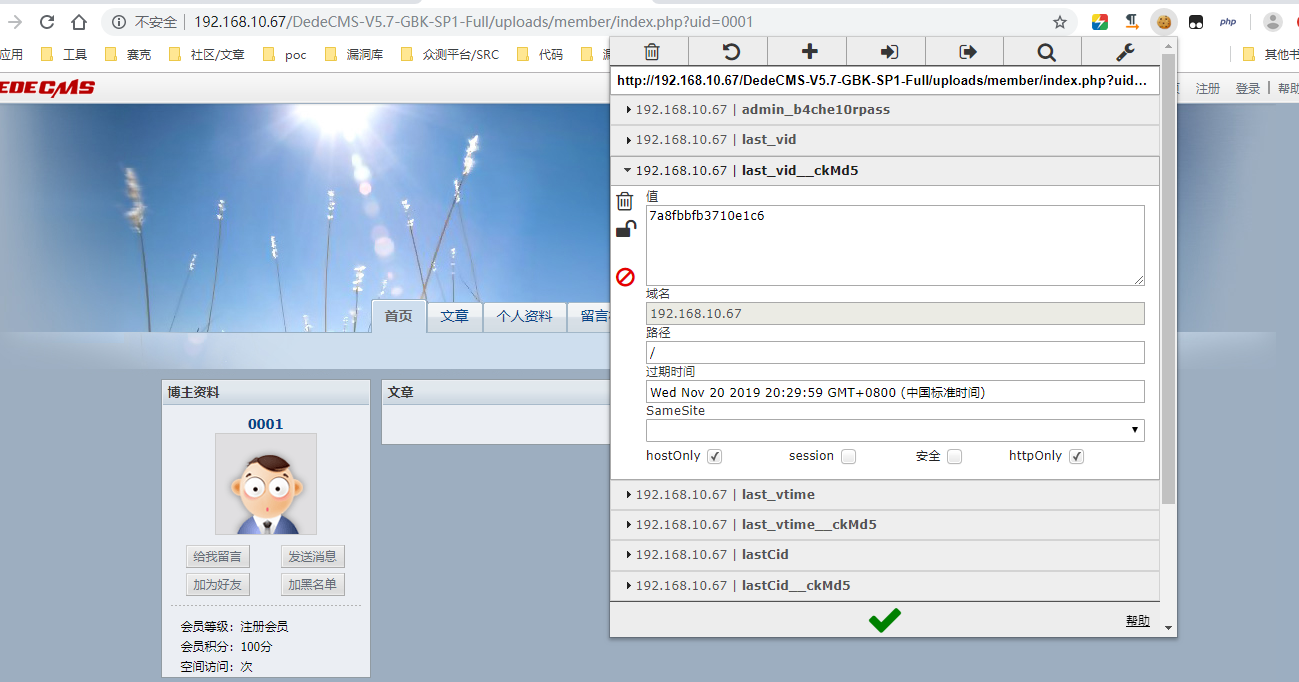 不安全 | 192.168.10.67/DedeCMS-V5.7-GBK-SP1-Full/uploads/member/index.php?uid=0001
php
应用 工具 赛克 社区/文章 poc 漏洞库 众测平台/SRC 代码 其他书
EDECMS
注册 登录 | 帮助
http://192.168.10.67/DedeCMS-V5.7-GBK-SP1-Full/uploads/member/index.php?uid...
192.168.10.67 | admin_b4che10rpass
192.168.10.67 | last_vid
192.168.10.67 | last_vid__ckMd5
值
7a8fbbfb3710e1c6
域名
192.168.10.67
路径
/
过期时间
Wed Nov 20 2019 20:29:59 GMT+0800 (中国标准时间)
SameSite
hostOnly session 安全 httpOnly
192.168.10.67 | last_vtime
192.168.10.67 | last_vtime__ckMd5
192.168.10.67 | lastCid
192.168.10.67 | lastCid__ckMd5
帮助
首页 文章 个人资料 留言
博主资料
0001
给我留言 发送消息
加为好友 加黑名单
会员等级: 注册会员
会员积分: 100分
空间访问: 次
文章